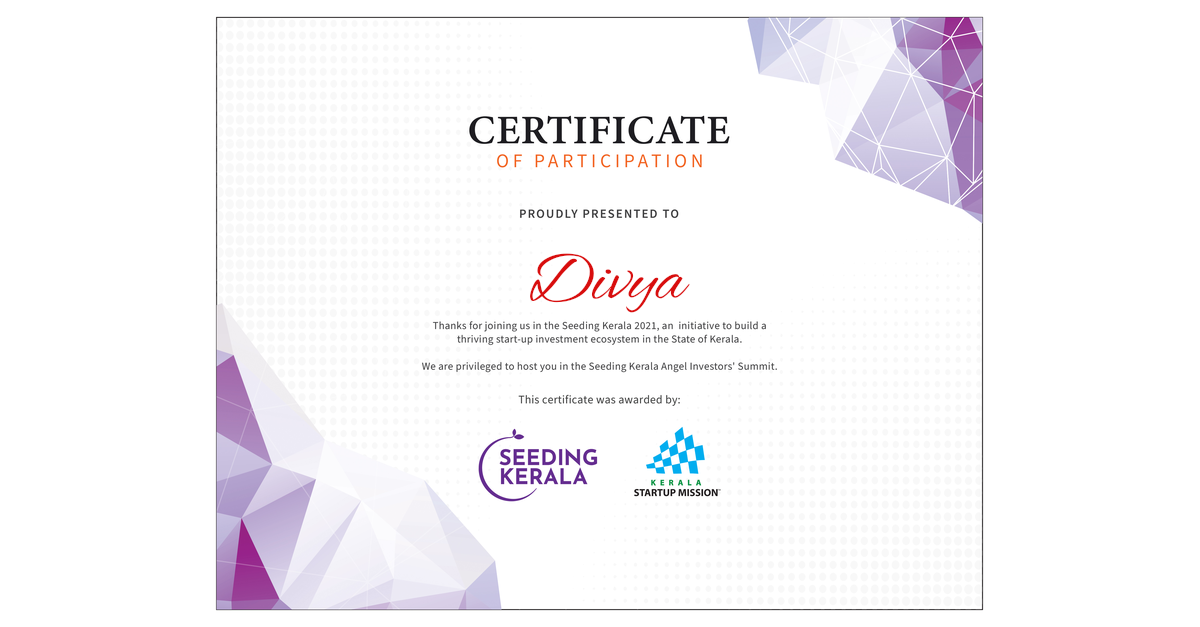 CERTIFICATE
OF PARTICIPATION
PROUDLY PRESENTED TO
Divya
Thanks for joining us in the Seeding Kerala 2021, an  initiative to build a
thriving start-up investment ecosystem in the State of Kerala.
We are privileged to host you in the Seeding Kerala Angel Investors' Summit.
This certificate was awarded by:
SEEDING
KERALA
KERALA
STARTUP MISSION